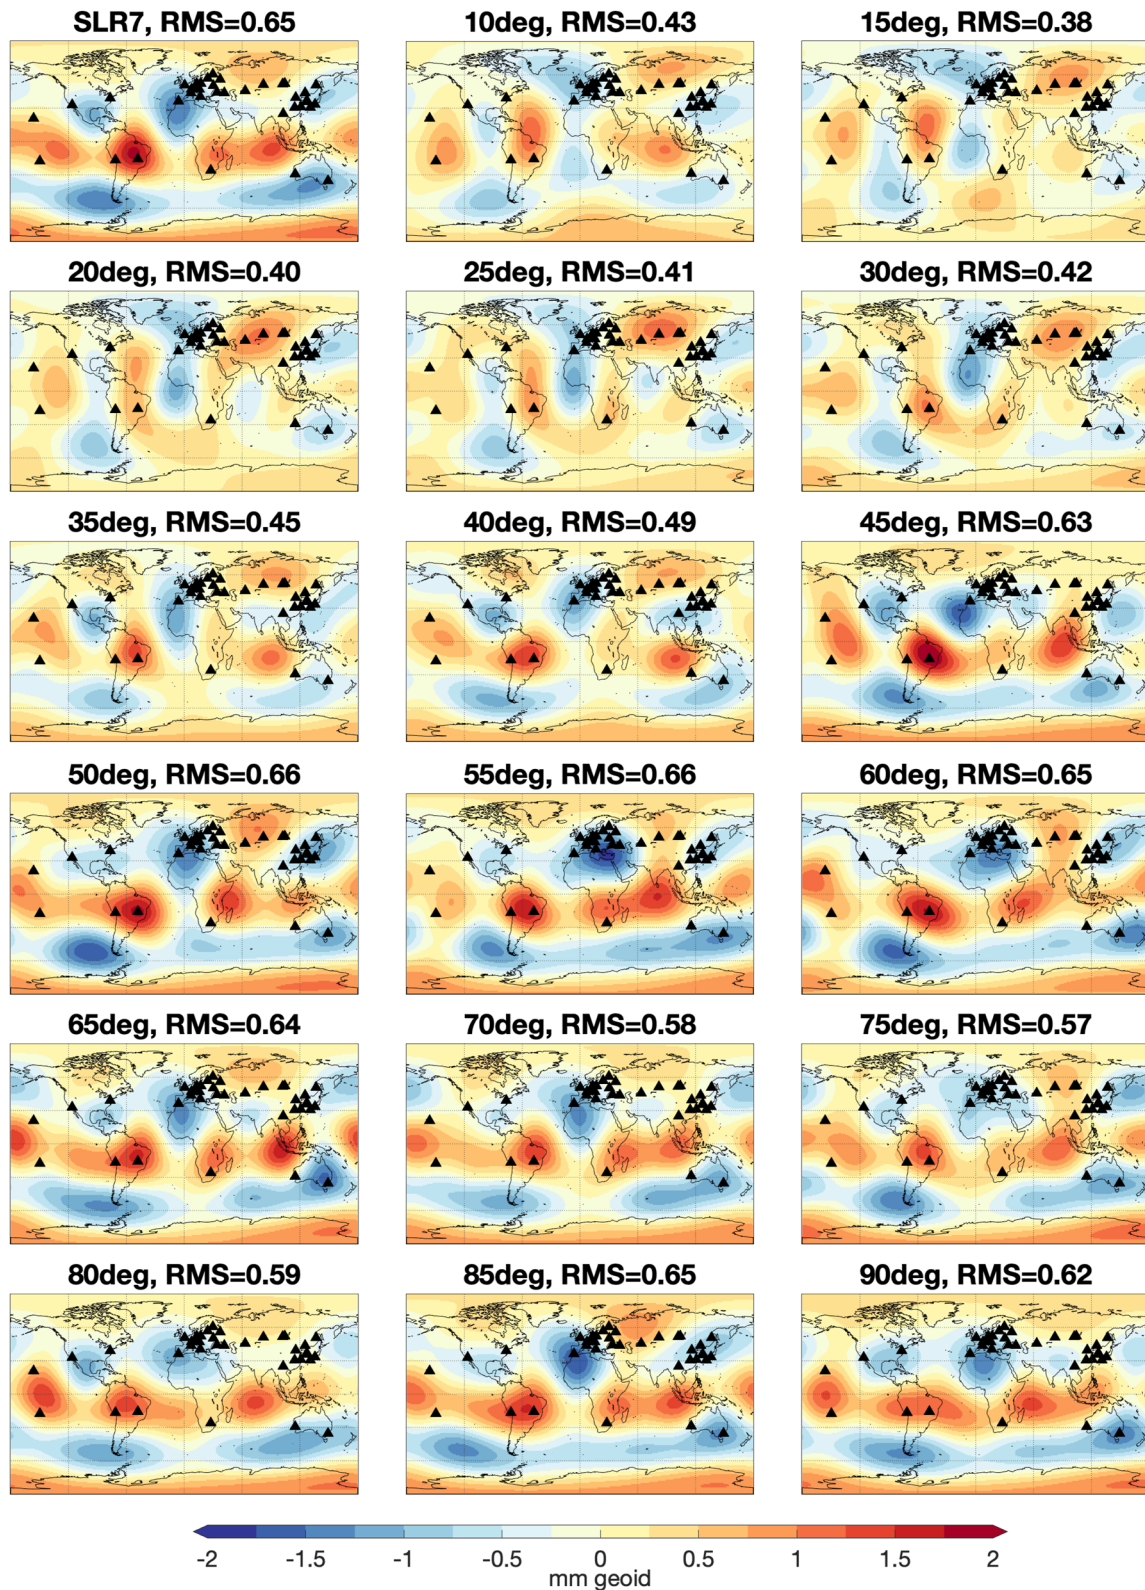 SLR7, RMS=0.65
10deg, RMS=0.43
15deg, RMS=0.38
20deg, RMS=0.40
25deg, RMS=0.41
30deg, RMS=0.42
35deg, RMS=0.45
40deg, RMS=0.49
45deg, RMS=0.63
50deg, RMS=0.66
55deg, RMS=0.66
60deg, RMS=0.65
65deg, RMS=0.64
70deg, RMS=0.58
75deg, RMS=0.57
80deg, RMS=0.59
85deg, RMS=0.65
90deg, RMS=0.62
-2 -1.5 -1 -0.5 0 0.5 1 1.5 2
mm geoid